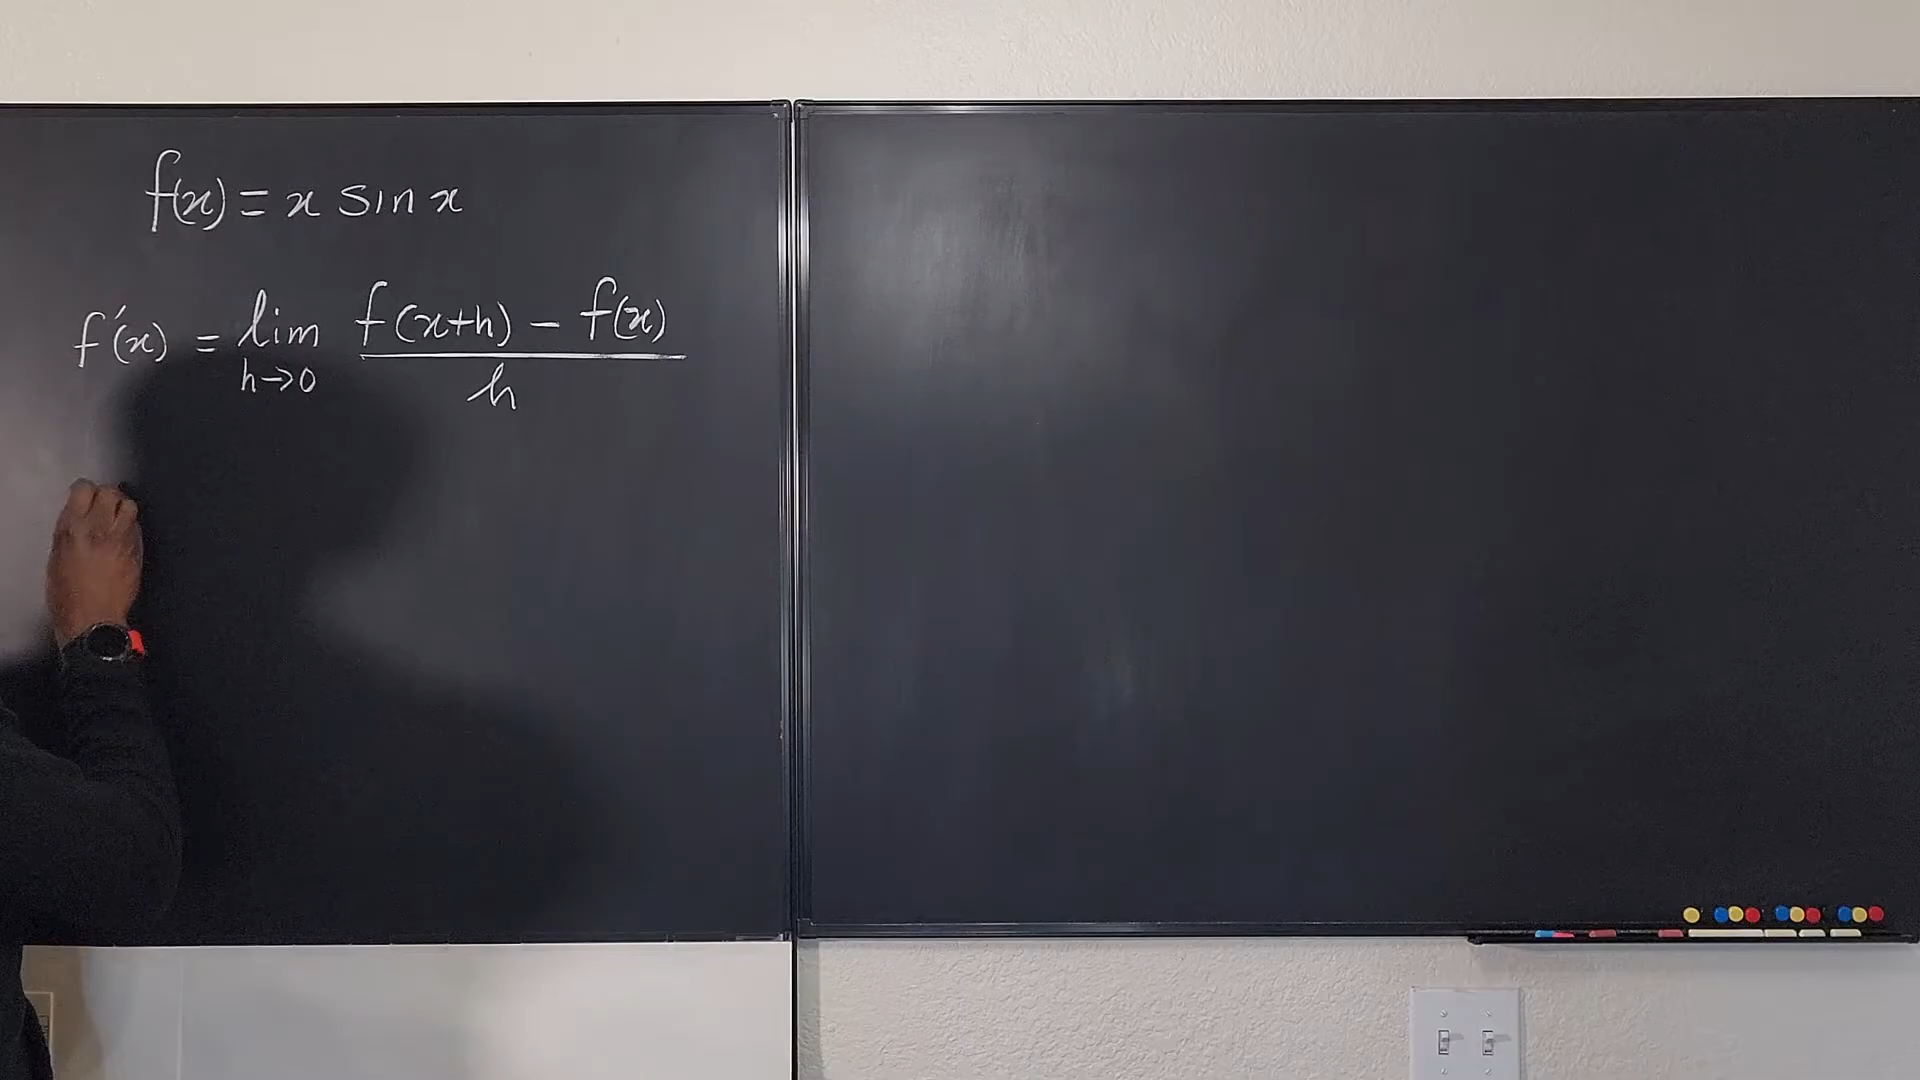 f(x) = x sin x
f'(x) = lim h→0 f(x+h) − f(x) / h